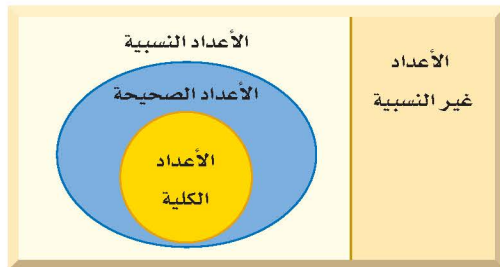 الأعداد النسبية
الأعداد الصحيحة
الأعداد
الكلية
الأعداد
غير النسبية